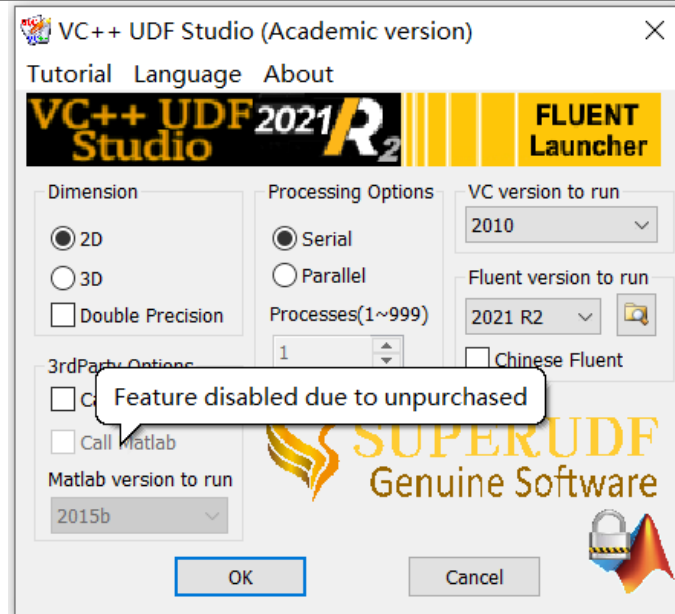 VC++ UDF Studio (Academic version)
Tutorial Language About
VC++ UDF 2021 R2
Studio
FLUENT
Launcher
Dimension
2D
3D
Double Precision
Processing Options
Serial
Parallel
Processes(1~999)
1
VC version to run
2010
Fluent version to run
2021 R2
Chinese Fluent
3rdParty Options
Feature disabled due to unpurchased
Call Matlab
Matlab version to run
2015b
SUPERUDF
Genuine Software
OK
Cancel